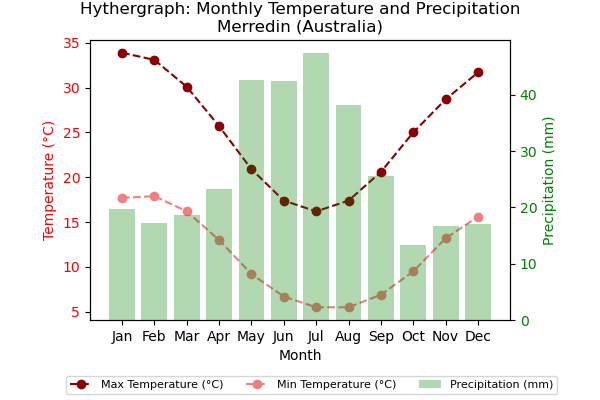 Hythergraph: Monthly Temperature and Precipitation
Merredin (Australia)
Temperature (°C)
35
30
25
20
15
10
5
40
30
20
10
0
Precipitation (mm)
Jan Feb Mar Apr May Jun Jul Aug Sep Oct Nov Dec
Month
Max Temperature (°C) Min Temperature (°C) Precipitation (mm)